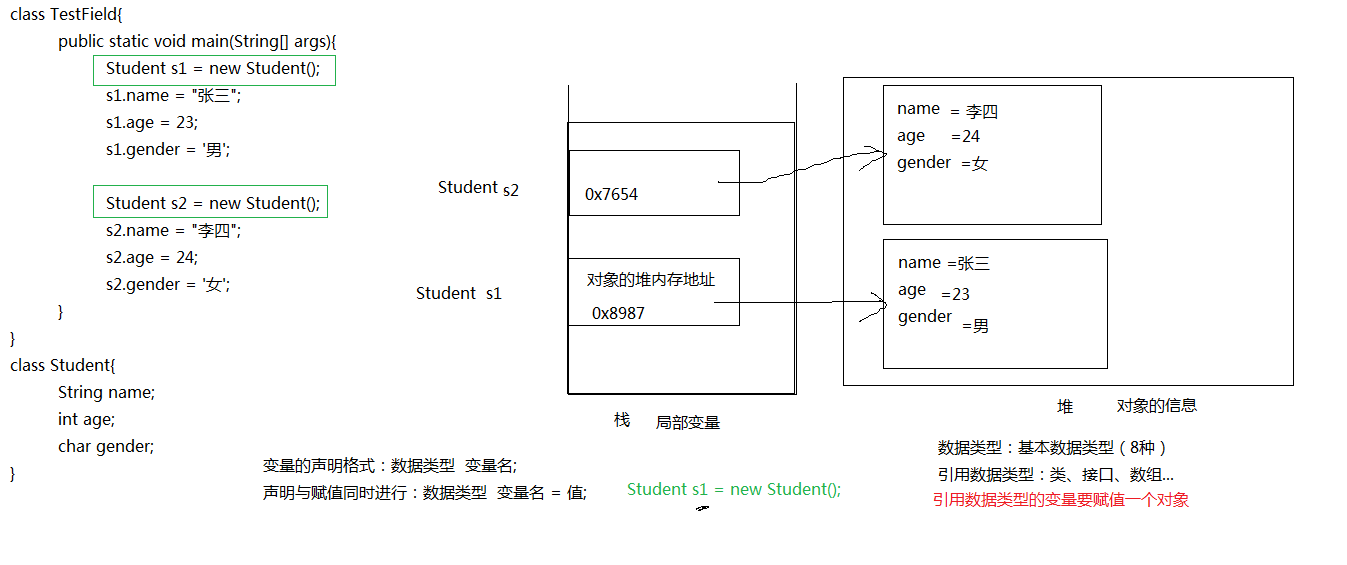 class TestField{
public static void main(String[] args){
Student s1 = new Student();
s1.name = "张三";
s1.age = 23;
s1.gender = '男';
Student s2 = new Student();
s2.name = "李四";
s2.age = 24;
s2.gender = '女';
}
}
class Student{
String name;
int age;
char gender;
}
Student s2
0x7654
Student s1
对象的堆内存地址
0x8987
栈 局部变量
name = 李四
age =24
gender =女
name =张三
age =23
gender =男
堆 对象的信息
变量的声明格式：数据类型 变量名;
声明与赋值同时进行：数据类型 变量名 = 值;
Student s1 = new Student();
数据类型：基本数据类型（8种）
引用数据类型：类、接口、数组...
引用数据类型的变量要赋值一个对象